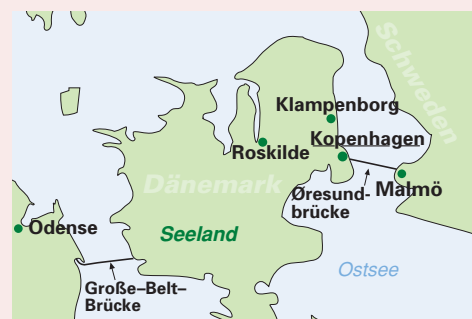 Schweden
Klampenborg
Kopenhagen
Roskilde
Dänemark
Malmö
Øresund-
brücke
Odense
Seeland
Ostsee
Große–Belt–
Brücke